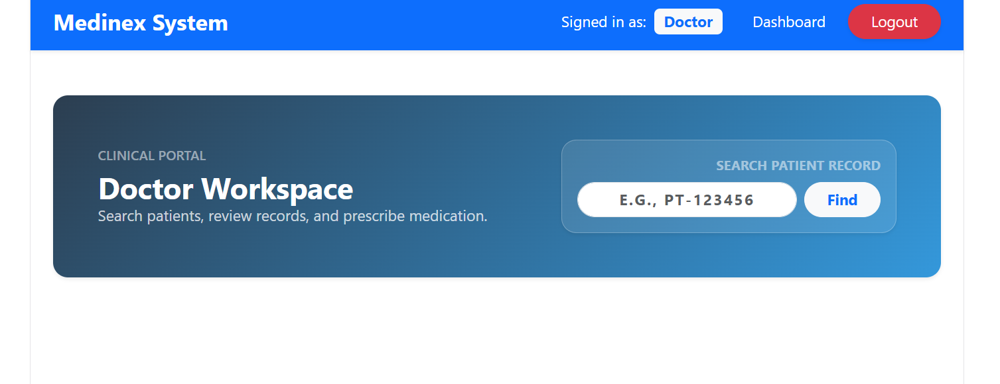 Medinex System
Signed in as: Doctor Dashboard Logout
CLINICAL PORTAL
Doctor Workspace
Search patients, review records, and prescribe medication.
SEARCH PATIENT RECORD
E.G., PT-123456 Find